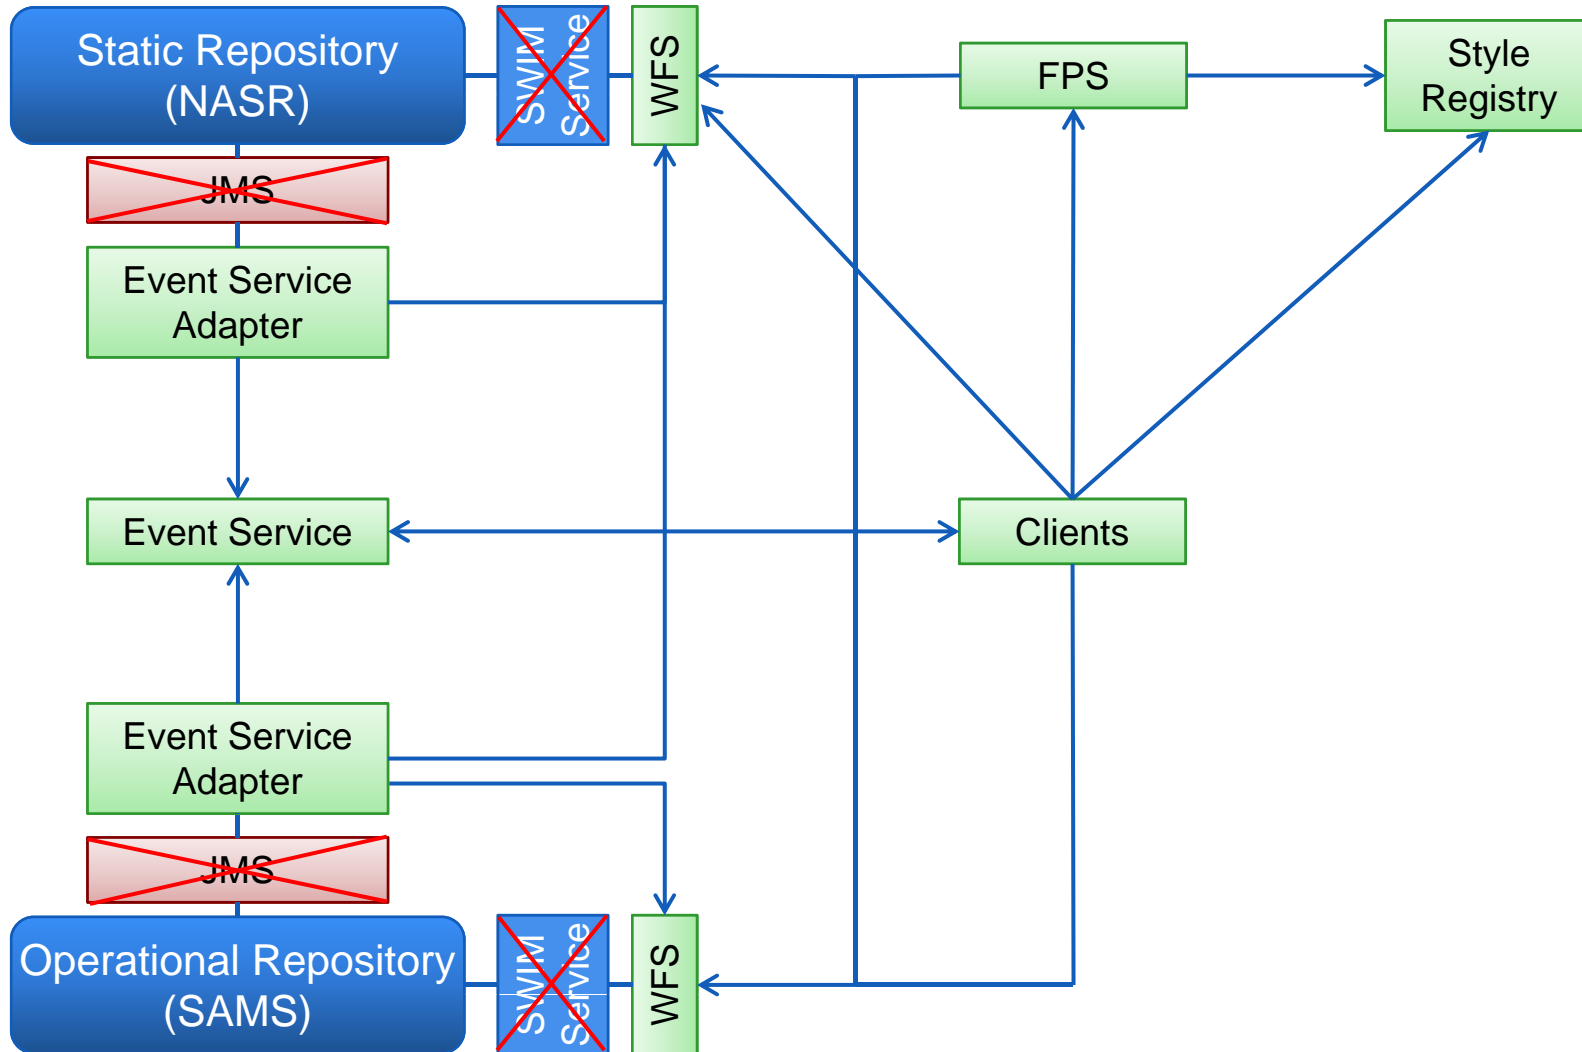 Static Repository
(NASR)
SWIM
Service
WFS
FPS
Style
Registry
JMS
Event Service
Adapter
Event Service
Clients
Event Service
Adapter
JMS
Operational Repository
(SAMS)
SWIM
Service
WFS